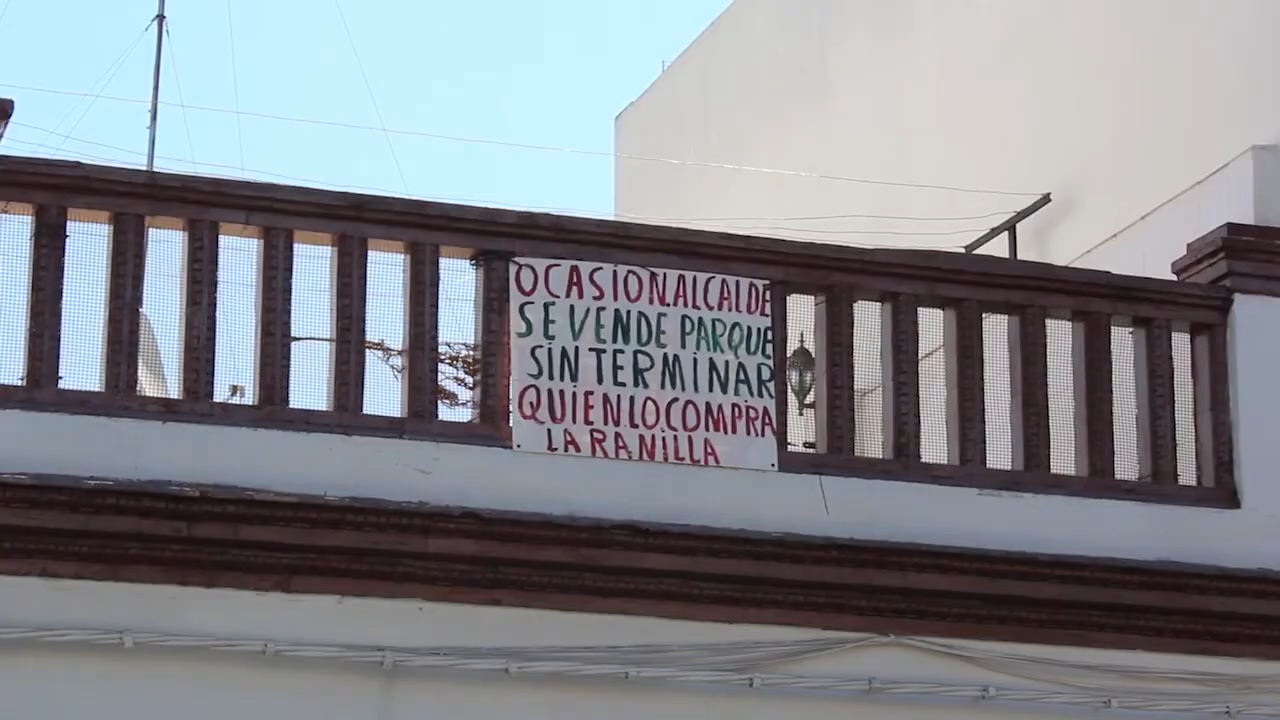 OCASION ALCALDE
SE VENDE PARQUE
SIN TERMINAR
QUIEN LO COMPRA
LA RANILLA